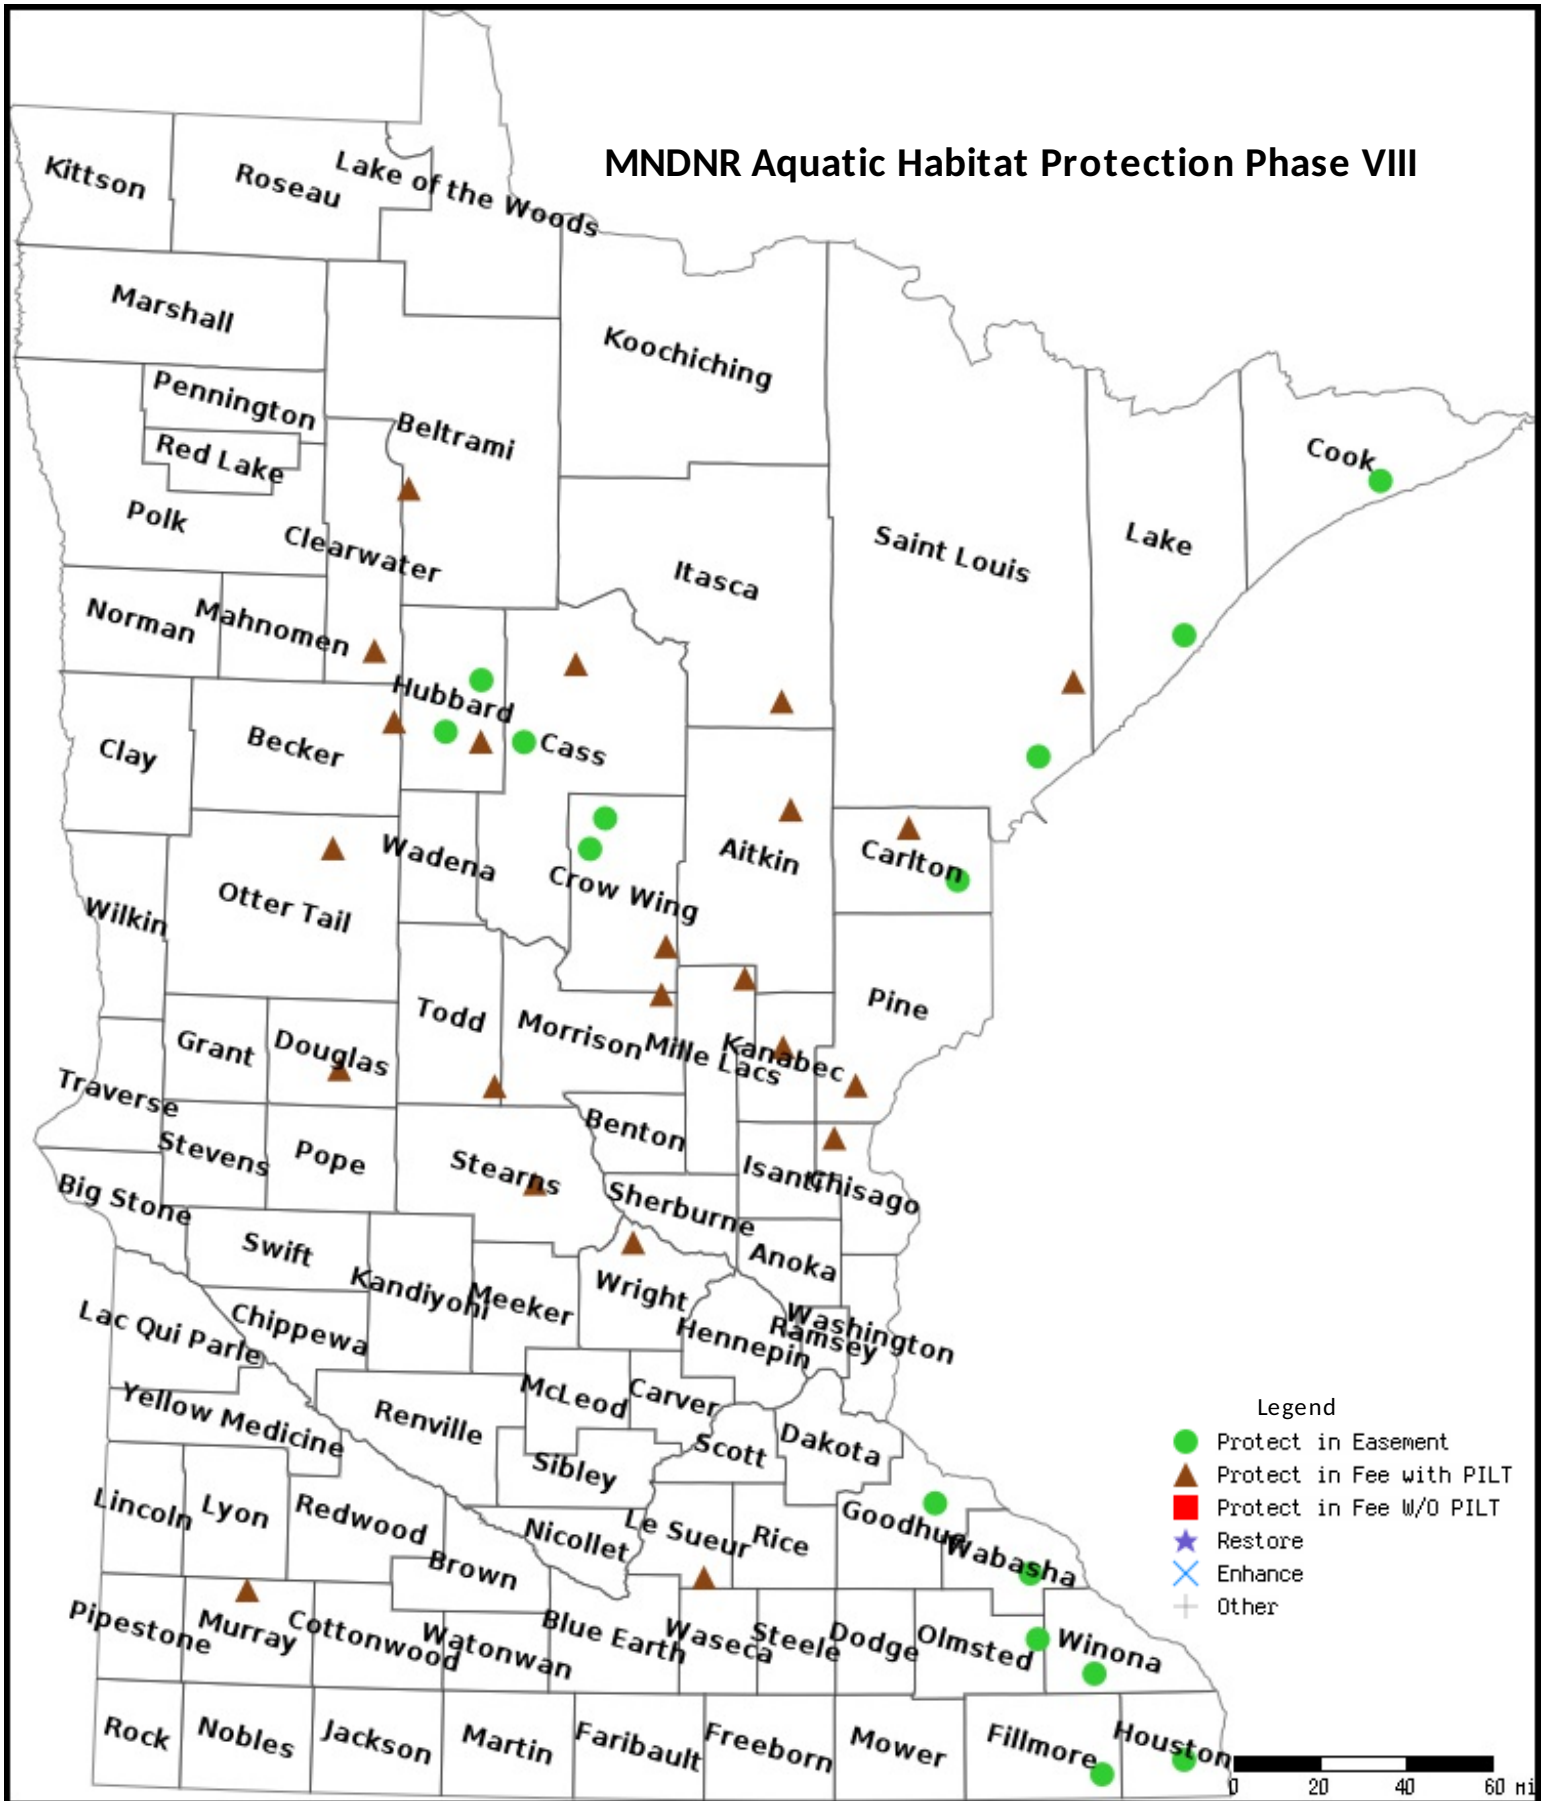 MNDNR Aquatic Habitat Protection Phase VIII
Kittson
Roseau
Lake of the Woods
Marshall
Koochiching
Pennington
Beltrami
Red Lake
Cook
Polk
Clearwater
Saint Louis
Lake
Itasca
Norman
Mahnomen
Hubbard
Clay
Becker
Cass
Wadena
Aitkin
Carlton
Crow Wing
Otter Tail
Wilkin
Todd
Pine
Morrison
Grant
Douglas
Mille Lacs
Kanabec
Traverse
Benton
Stevens
Pope
Stearns
Isanti
Chisago
Big Stone
Sherburne
Swift
Anoka
Kandiyohi
Meeker
Wright
Lac Qui Parle
Chippewa
Hennepin
Ramsey
Washington
McLeod
Carver
Yellow Medicine
Renville
Scott
Dakota
Sibley
Lincoln
Lyon
Redwood
Nicollet
Le Sueur
Rice
Goodhue
Wabasha
Brown
Pipestone
Murray
Cottonwood
Watonwan
Blue Earth
Waseca
Steele
Dodge
Olmsted
Winona
Rock
Nobles
Jackson
Martin
Faribault
Freeborn
Mower
Fillmore
Houston
Legend
Protect in Easement
Protect in Fee with PILT
Protect in Fee W/O PILT
Restore
Enhance
Other
0 20 40 60 mi